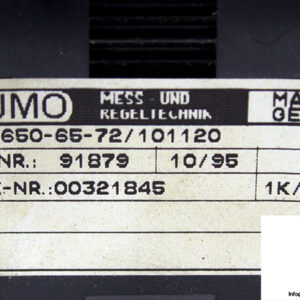 UMO MESS - UND REGELTECHNIK MA GE
650-65-72/101120
NR.: 91879 10/95
-NR.:00321845 1K/